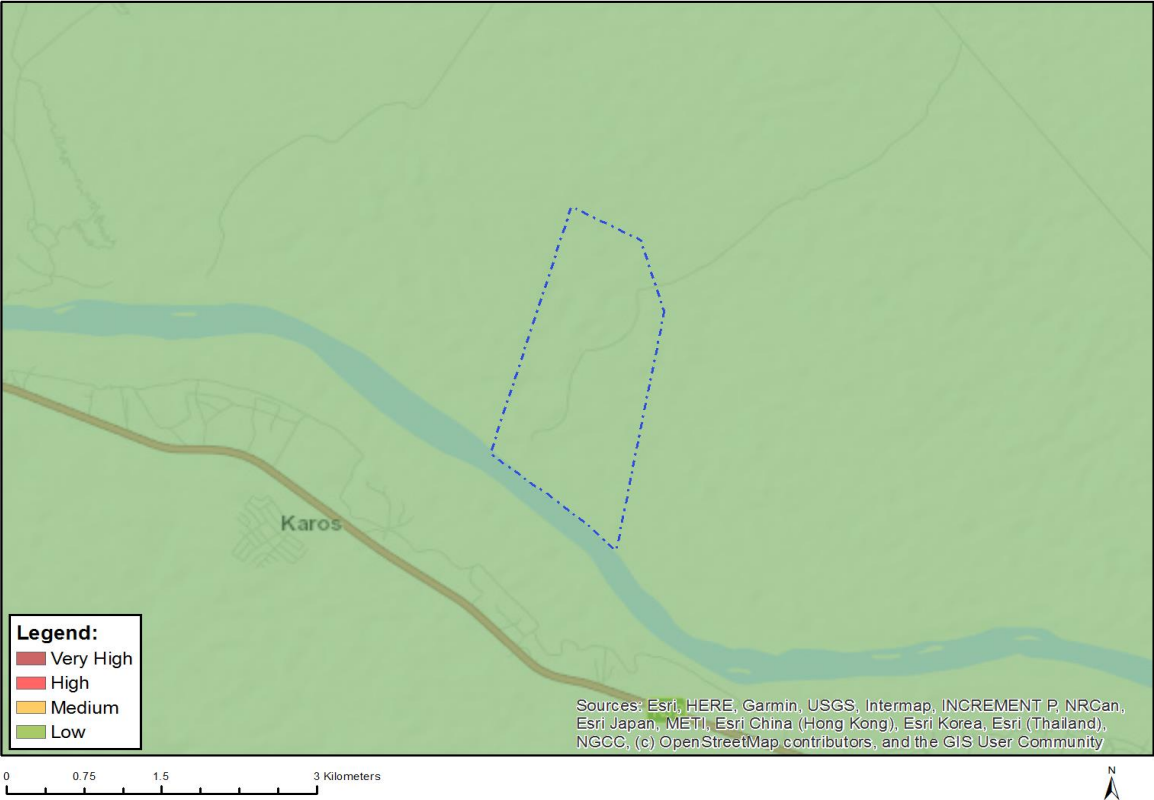 Karos
Legend:
Very High
High
Medium
Low
Sources: Esri, HERE, Garmin, USGS, Intermap, INCREMENT P, NRCan,
Esri Japan, METI, Esri China (Hong Kong), Esri Korea, Esri (Thailand),
NGCC, (c) OpenStreetMap contributors, and the GIS User Community
0 0.75 1.5 3 Kilometers
N